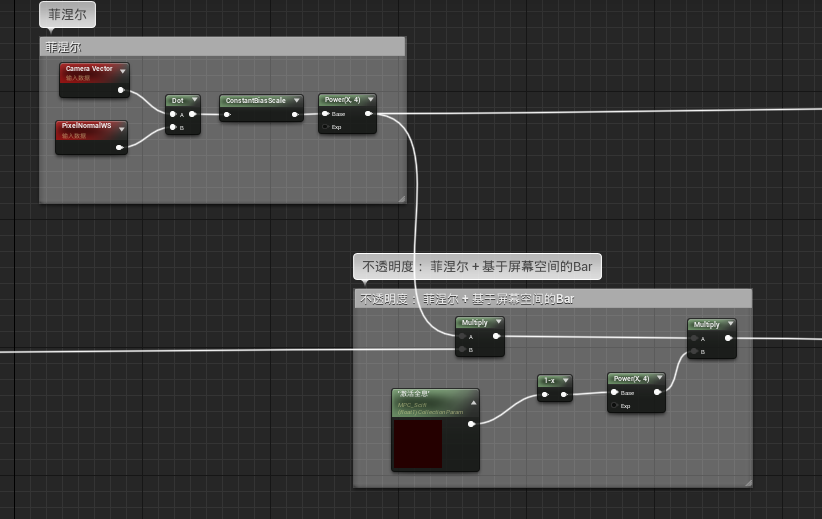 菲涅尔
菲涅尔
Camera Vector
输入数据
PixelNormalWS
输入数据
Dot
A
B
ConstantBiasScale
Power(X, 4)
Base
Exp
不透明度： 菲涅尔 + 基于屏幕空间的Bar
不透明度： 菲涅尔 + 基于屏幕空间的Bar
Multiply
A
B
Multiply
A
B
1-x
Power(X, 4)
Base
Exp
'激活全息'